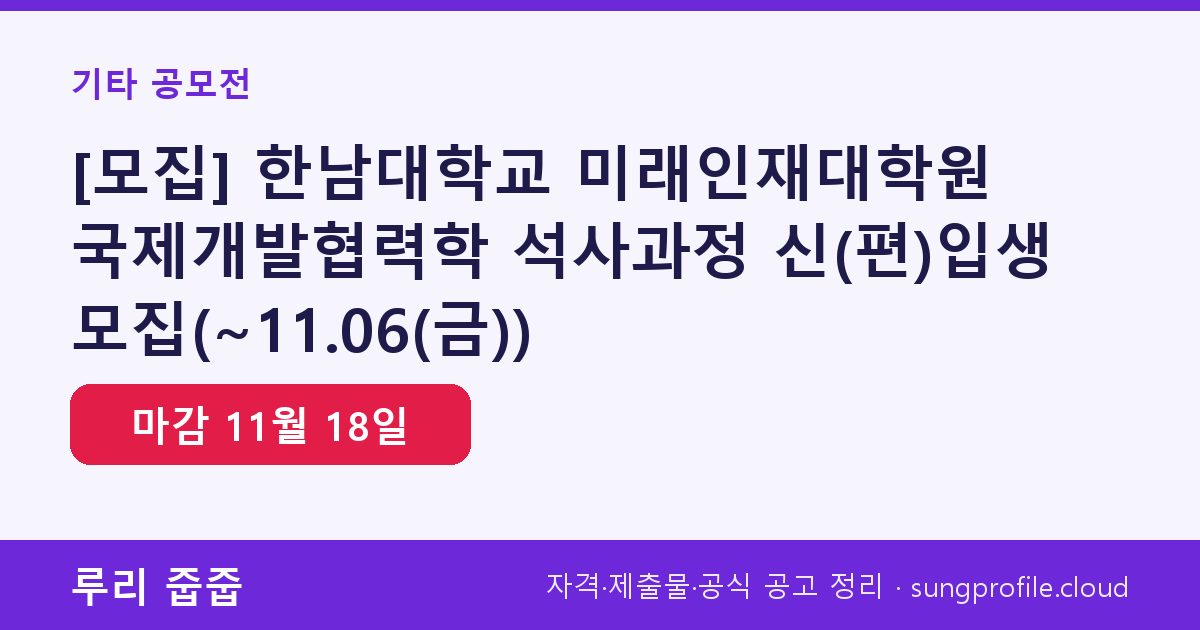 기타 공모전
[모집] 한남대학교 미래인재대학원
국제개발협력학 석사과정 신(편)입생
모집(~11.06(금))
마감 11월 18일
루리 줍줍
자격·제출물·공식 공고 정리 · sungprofile.cloud